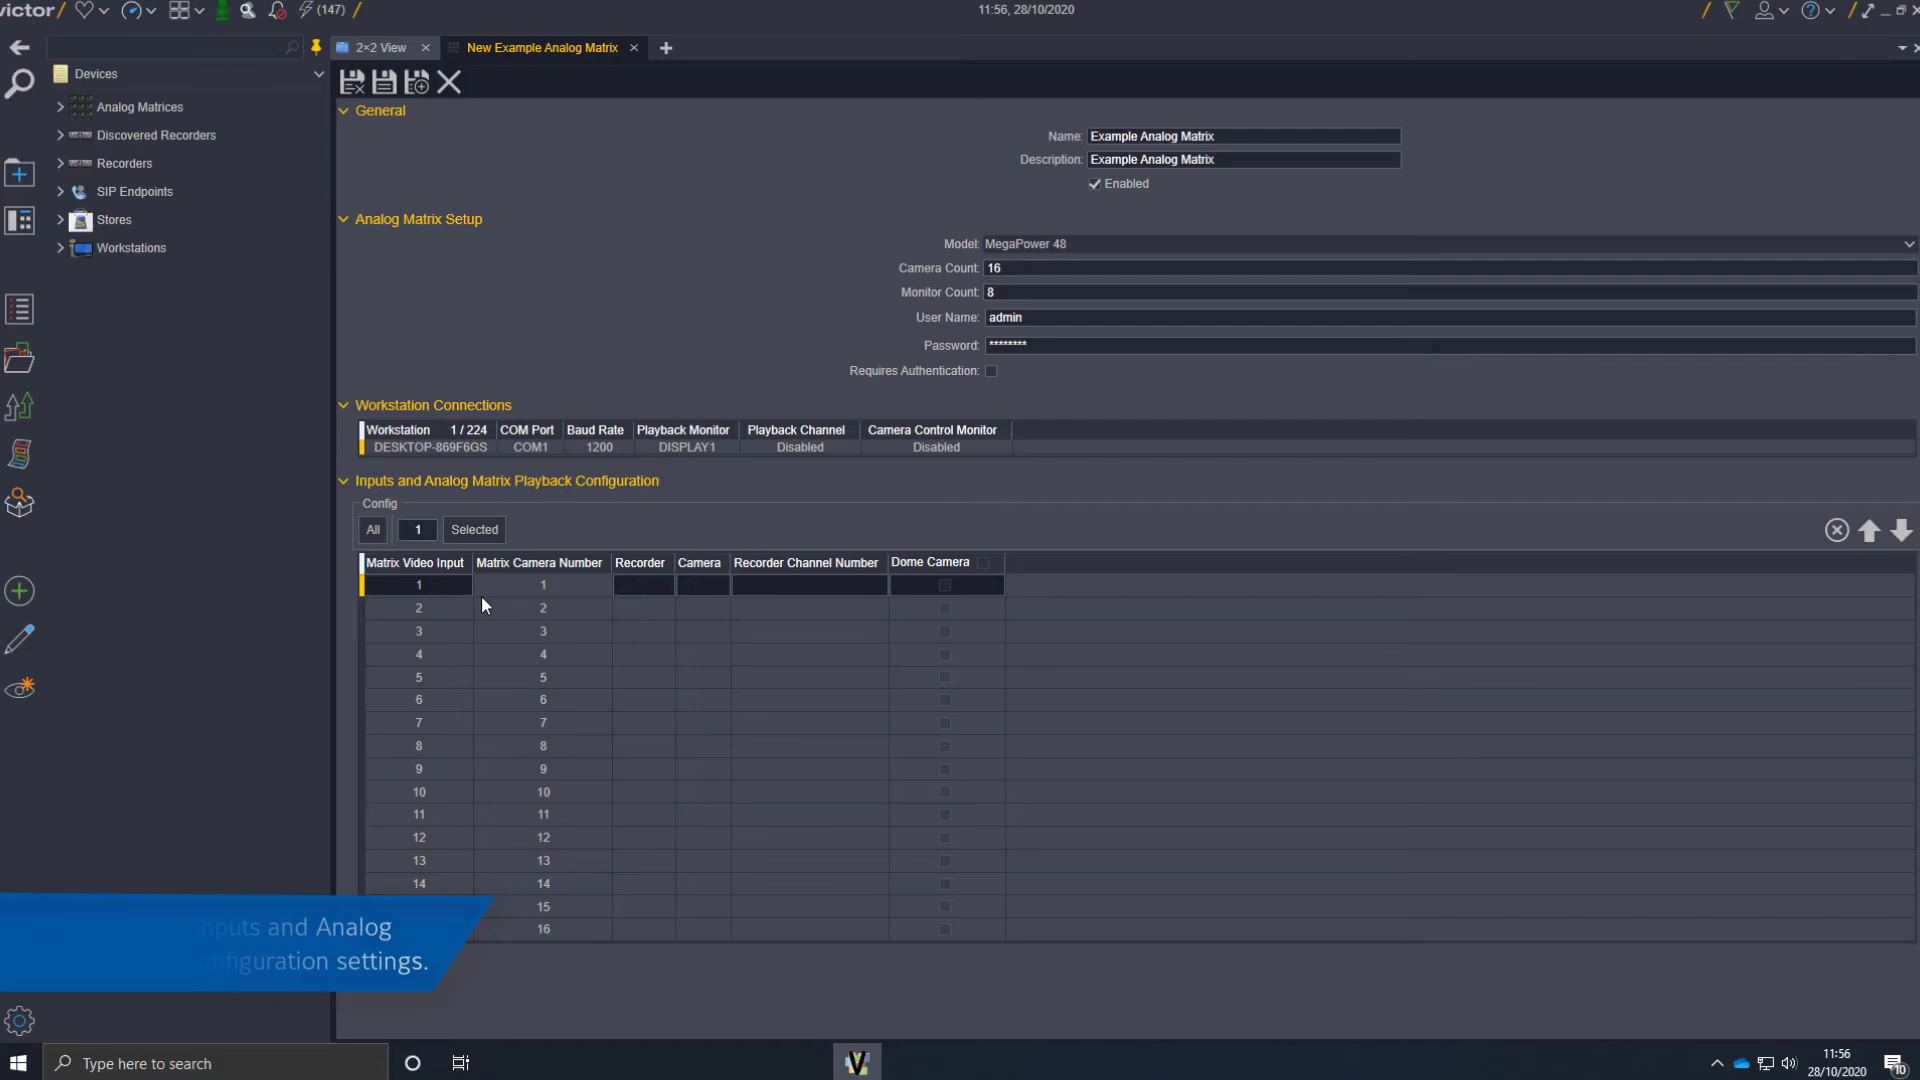 victor
(147)
11:56, 28/10/2020
2×2 View
New Example Analog Matrix
Devices
Analog Matrices
Discovered Recorders
Recorders
SIP Endpoints
Stores
Workstations
General
Name: Example Analog Matrix
Description: Example Analog Matrix
Enabled
Analog Matrix Setup
Model: MegaPower 48
Camera Count: 16
Monitor Count: 8
User Name: admin
Password: ********
Requires Authentication:
Workstation Connections
Workstation 1 / 224 COM Port Baud Rate Playback Monitor Playback Channel Camera Control Monitor
DESKTOP-869F6GS COM1 1200 DISPLAY1 Disabled Disabled
Inputs and Analog Matrix Playback Configuration
Config
All 1 Selected
Matrix Video Input Matrix Camera Number Recorder Camera Recorder Channel Number Dome Camera
1 1
2 2
3 3
4 4
5 5
6 6
7 7
8 8
9 9
10 10
11 11
12 12
13 13
14 14
15
16
nputs and Analog
nfiguration settings.
Type here to search
11:56
28/10/2020
10